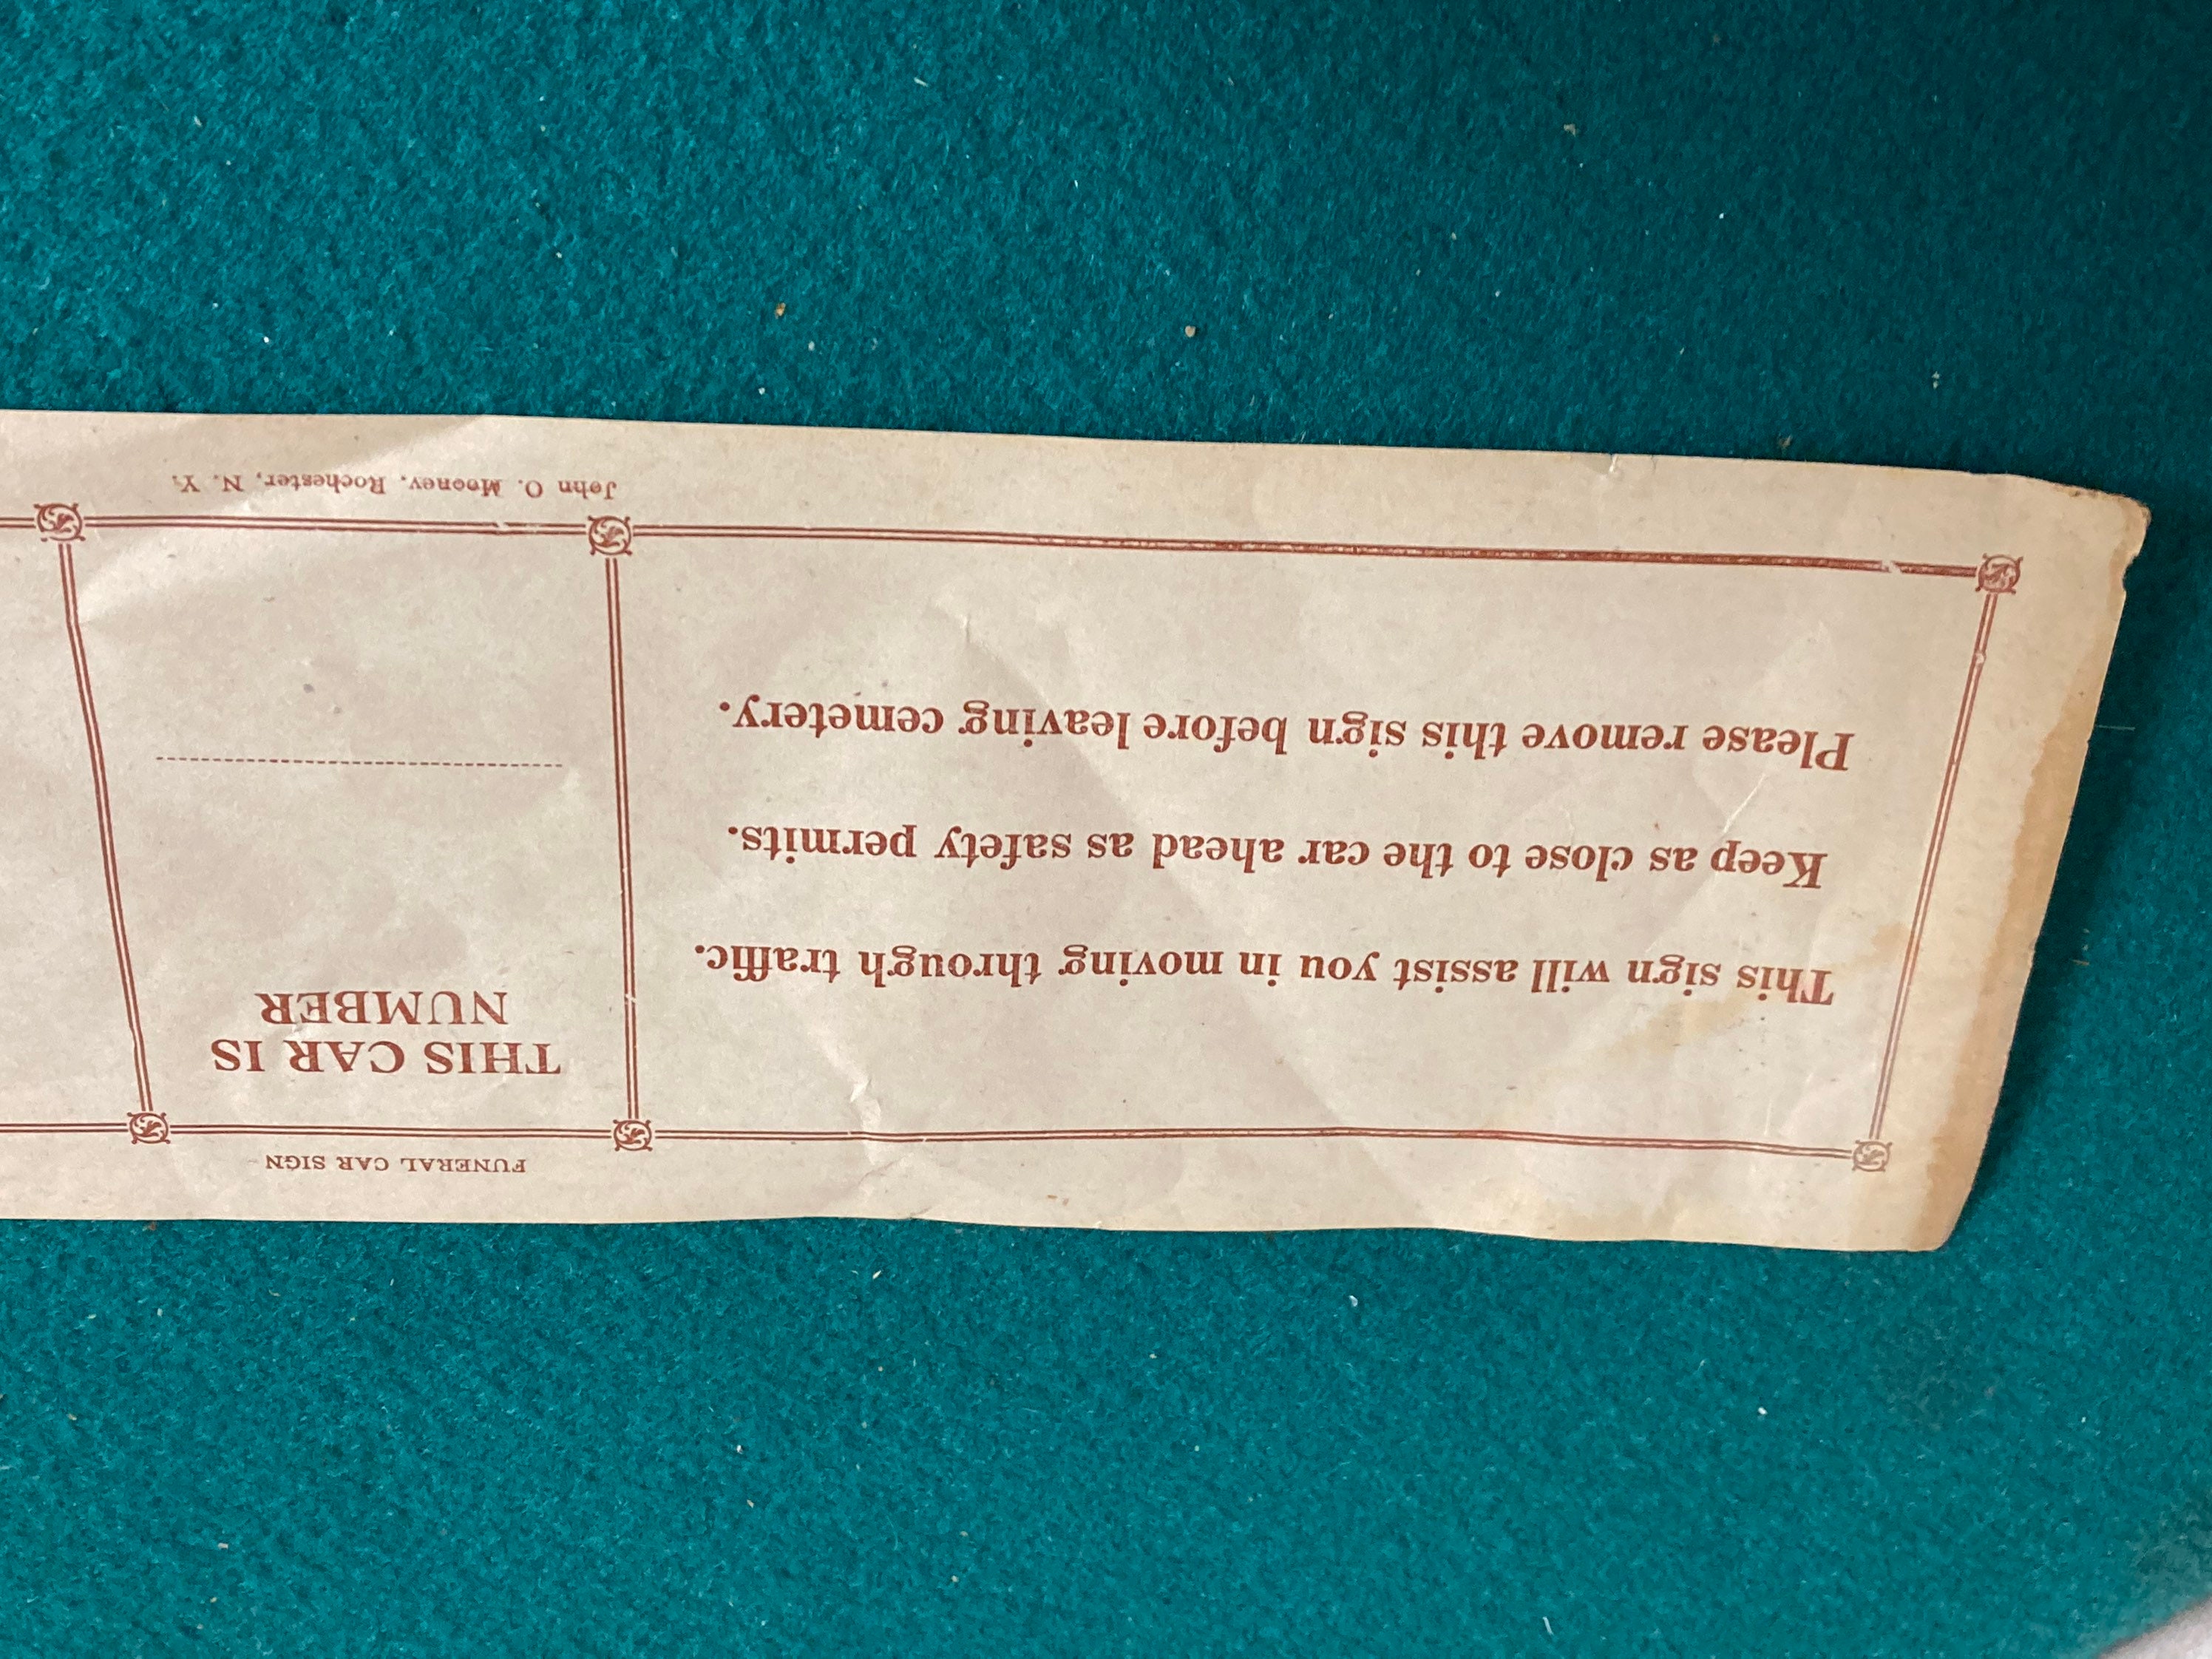 FUNERAL CAR SIGN
This sign will assist you in moving through traffic.
Keep as close to the car ahead as safety permits.
Please remove this sign before leaving cemetery.
THIS CAR IS
NUMBER
John O. Mooney, Rochester, N. Y.